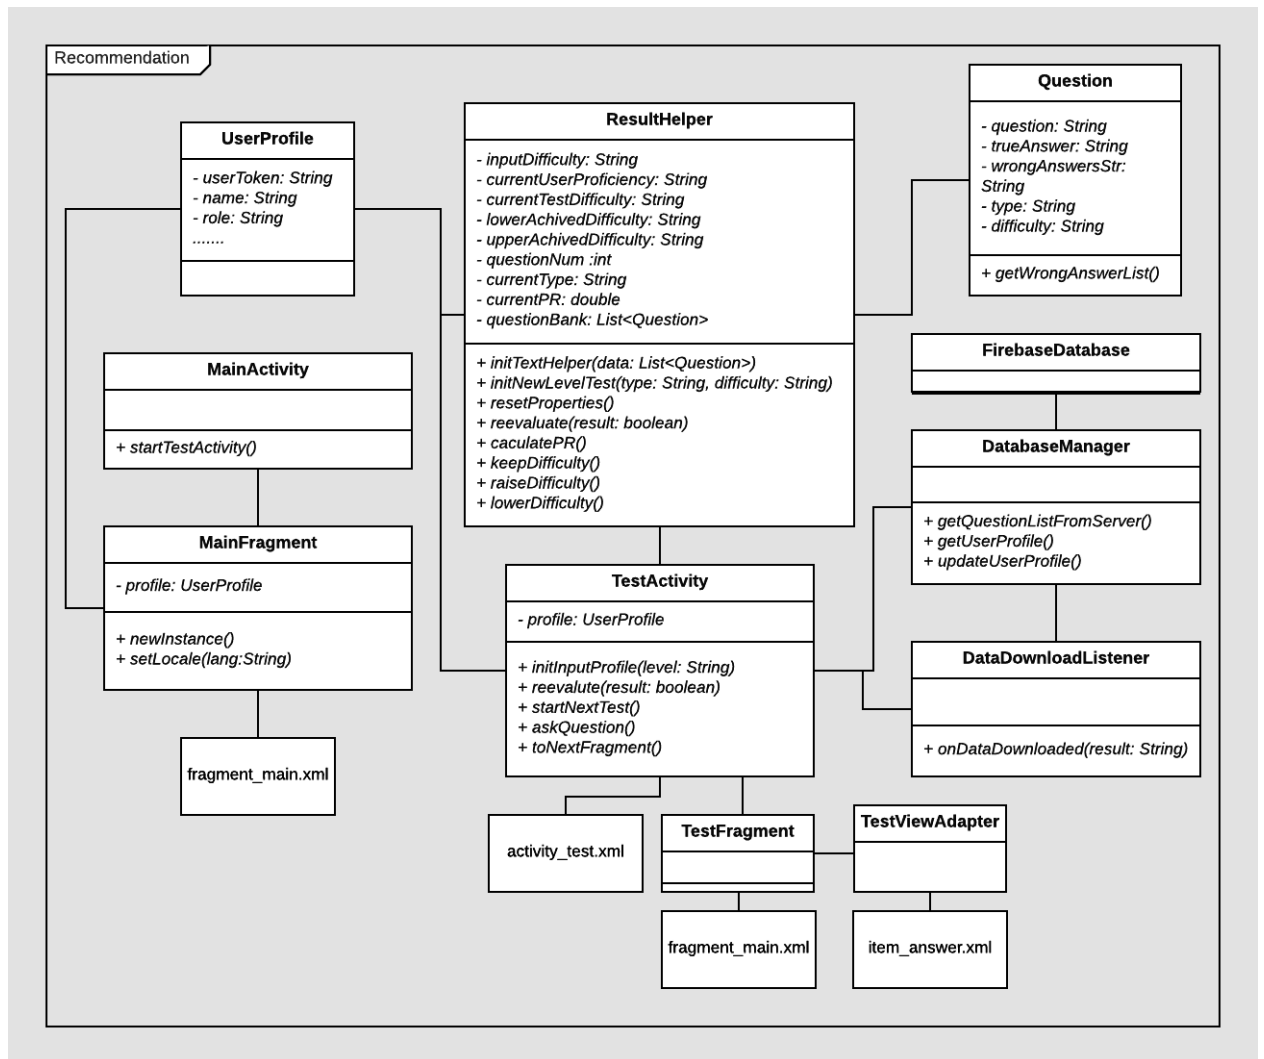 Recommendation
UserProfile
- userToken: String
- name: String
- role: String
.......
ResultHelper
- inputDifficulty: String
- currentUserProficiency: String
- currentTestDifficulty: String
- lowerAchivedDifficulty: String
- upperAchivedDifficulty: String
- questionNum :int
- currentType: String
- currentPR: double
- questionBank: List<Question>
+ initTextHelper(data: List<Question>)
+ initNewLevelTest(type: String, difficulty: String)
+ resetProperties()
+ reevaluate(result: boolean)
+ caculatePR()
+ keepDifficulty()
+ raiseDifficulty()
+ lowerDifficulty()
Question
- question: String
- trueAnswer: String
- wrongAnswersStr:
String
- type: String
- difficulty: String
+ getWrongAnswerList()
MainActivity
+ startTestActivity()
FirebaseDatabase
DatabaseManager
+ getQuestionListFromServer()
+ getUserProfile()
+ updateUserProfile()
MainFragment
- profile: UserProfile
+ newInstance()
+ setLocale(lang:String)
TestActivity
- profile: UserProfile
+ initInputProfile(level: String)
+ reevalute(result: boolean)
+ startNextTest()
+ askQuestion()
+ toNextFragment()
DataDownloadListener
+ onDataDownloaded(result: String)
fragment_main.xml
activity_test.xml
TestFragment
TestViewAdapter
fragment_main.xml
item_answer.xml